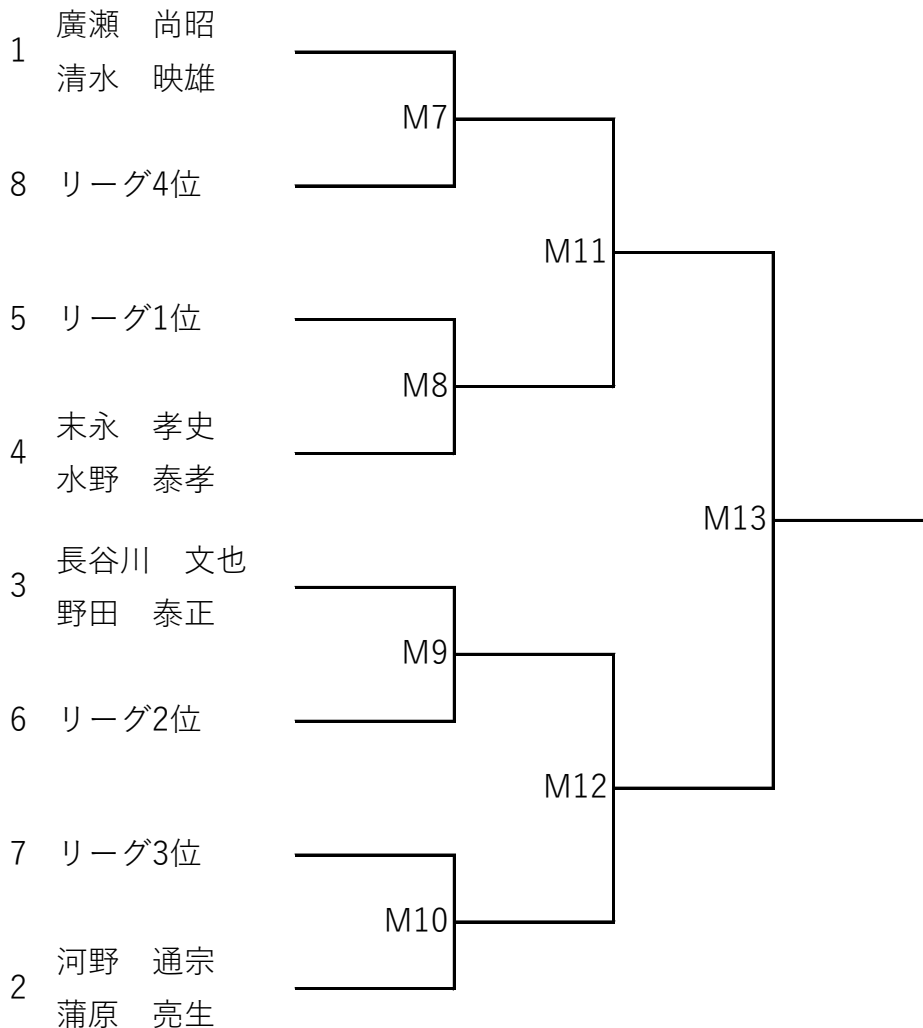 1 廣瀬　尚昭
清水　映雄
M7
8 リーグ4位
M11
5 リーグ1位
M8
4 末永　孝史
水野　泰孝
M13
3 長谷川　文也
野田　泰正
M9
6 リーグ2位
M12
7 リーグ3位
M10
2 河野　通宗
蒲原　亮生